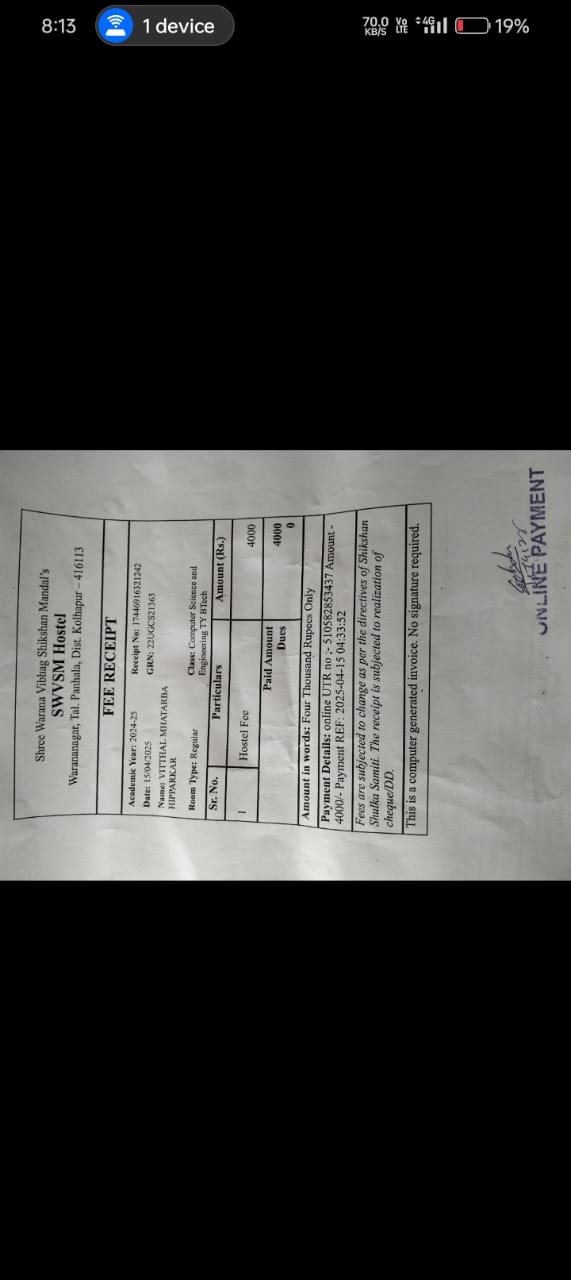 8:13
1 device
70.0 KB/S
Vo LTE
4G
19%
Shree Warana Vibhag Shikshan Mandal's
SWVSM Hostel
Warananagar, Tal. Panhala, Dist. Kolhapur – 416113
FEE RECEIPT
Academic Year: 2024-25 Receipt No: 17446916321242
Date: 15/04/2025 GRN: 22UGCS21363
Name: VITTHAL MHATARBA
HIPPARKAR
Room Type: Regular Class: Computer Science and
Engineering TY BTech
Sr. No. Particulars Amount (Rs.)
1 Hostel Fee 4000
Paid Amount 4000
Dues 0
Amount in words: Four Thousand Rupees Only
Payment Details: online UTR no :- 510582853437 Amount -
4000/- Payment REF: 2025-04-15 04:33:52
Fees are subjected to change as per the directives of Shikshan
Shulka Samiti. The receipt is subjected to realization of
cheque/DD.
This is a computer generated invoice. No signature required.
ONLINE PAYMENT